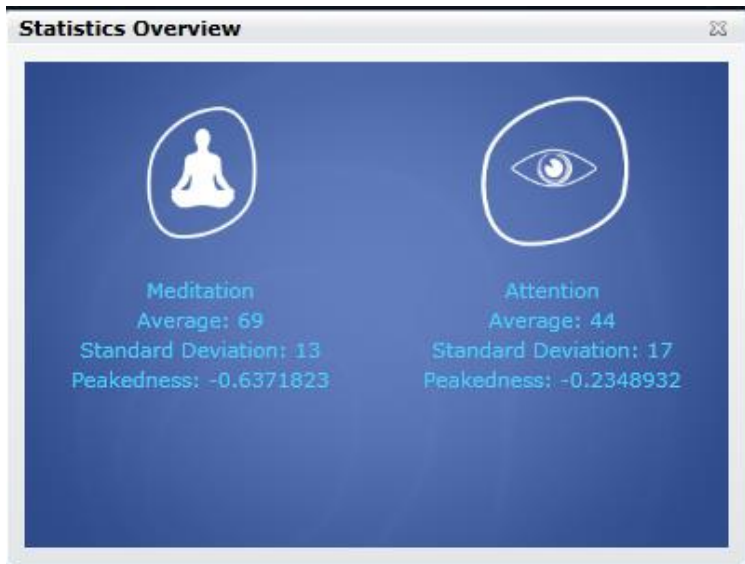 Statistics Overview
Meditation
Average: 69
Standard Deviation: 13
Peakedness: -0.6371823
Attention
Average: 44
Standard Deviation: 17
Peakedness: -0.2348932